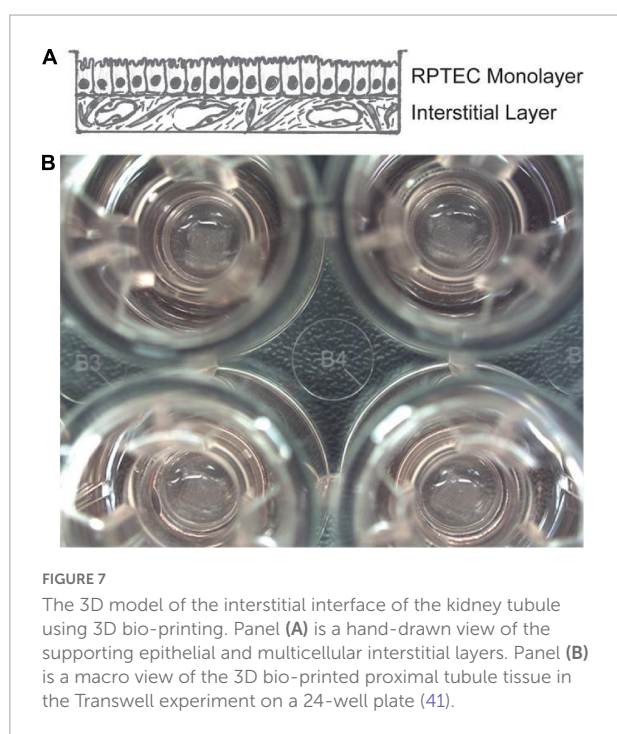 A
RPTEC Monolayer
Interstitial Layer
B
B3
B4
B
FIGURE 7
The 3D model of the interstitial interface of the kidney tubule
using 3D bio-printing. Panel (A) is a hand-drawn view of the
supporting epithelial and multicellular interstitial layers. Panel (B)
is a macro view of the 3D bio-printed proximal tubule tissue in
the Transwell experiment on a 24-well plate (41).